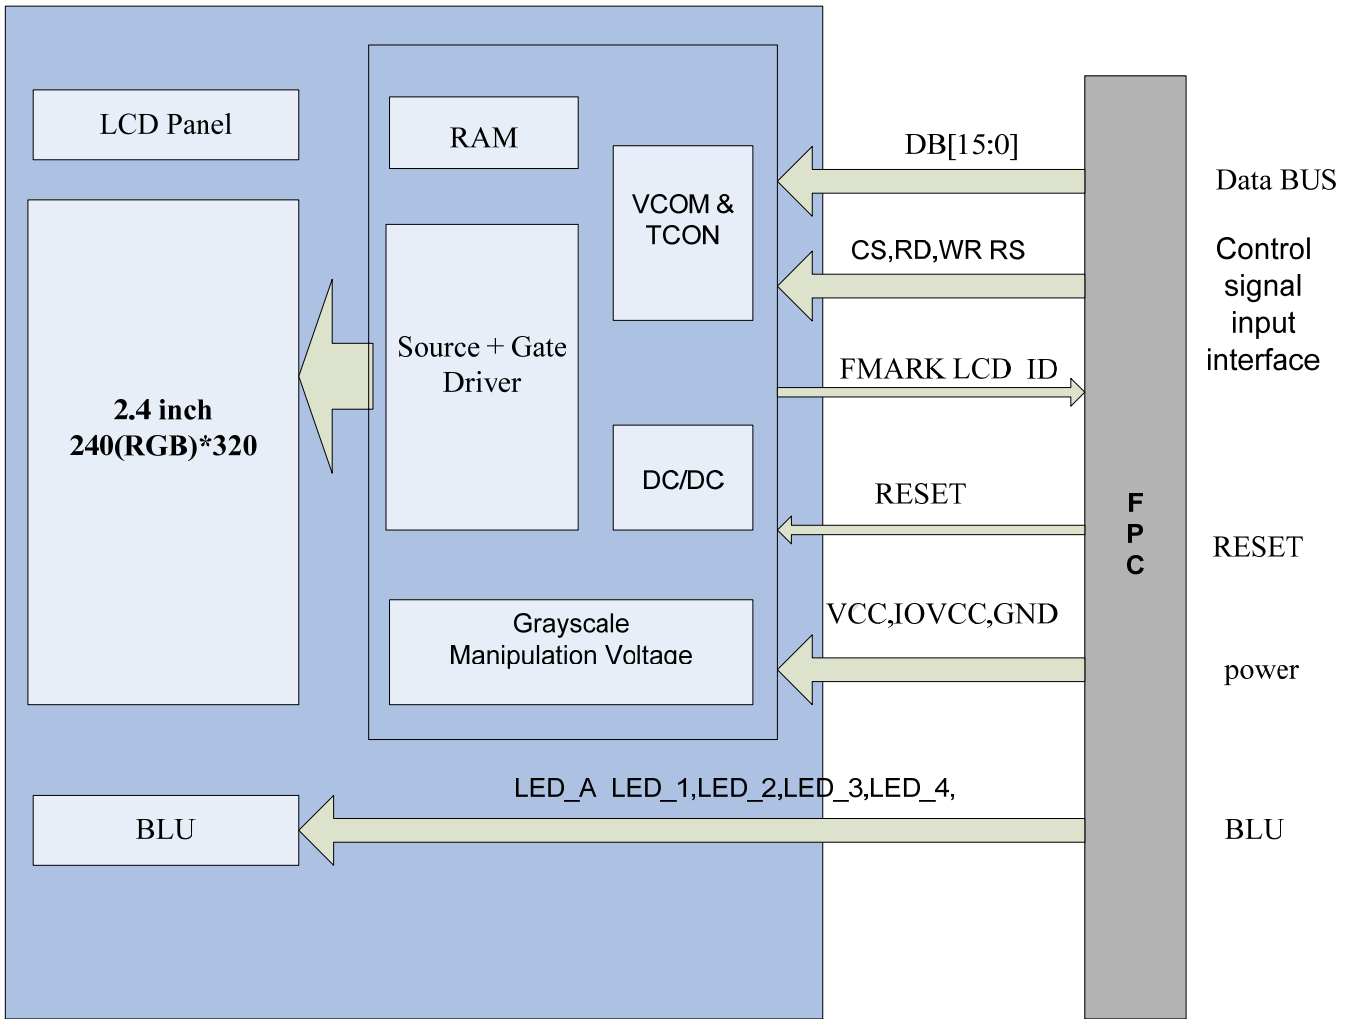 LCD Panel
2.4 inch
240(RGB)*320
BLU
RAM
Source + Gate
Driver
VCOM &
TCON
DC/DC
Grayscale
Manipulation Voltage
DB[15:0]
CS,RD,WR RS
FMARK LCD ID
RESET
VCC,IOVCC,GND
LED_A LED_1,LED_2,LED_3,LED_4,
F
P
C
Data BUS
Control
signal
input
interface
RESET
power
BLU